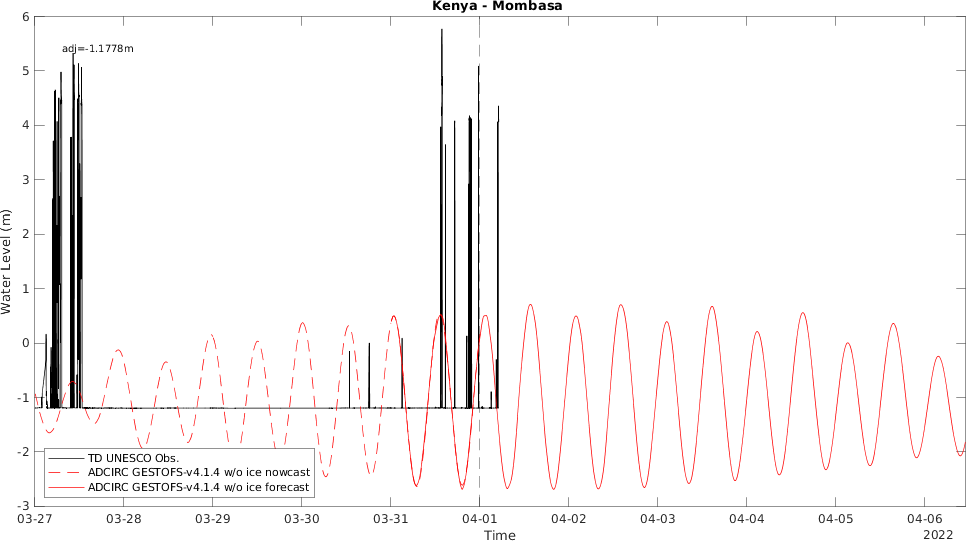 Kenya - Mombasa
6
adj=-1.1778m
5
4
3
2
1
0
-1
-2
-3
Water Level (m)
TD UNESCO Obs.
ADCIRC GESTOFS-v4.1.4 w/o ice nowcast
ADCIRC GESTOFS-v4.1.4 w/o ice forecast
03-27 03-28 03-29 03-30 03-31 04-01 04-02 04-03 04-04 04-05 04-06
Time
2022